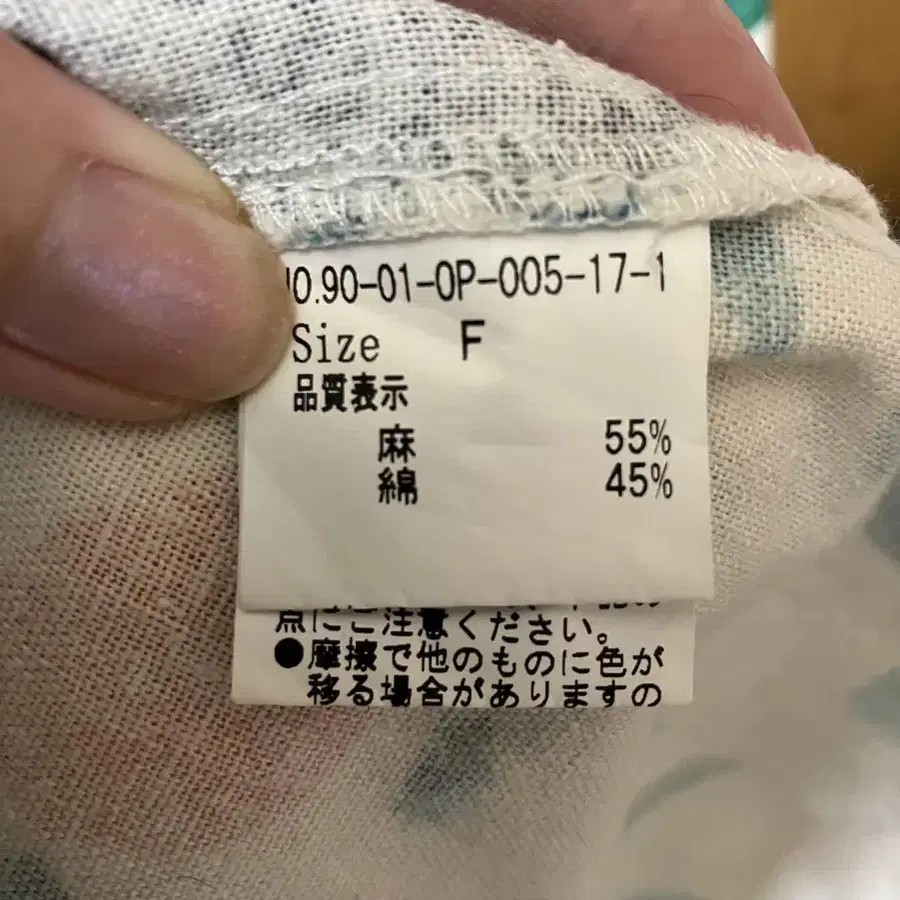 NO.90-01-OP-005-17-1
Size F
品質表示
麻 55%
綿 45%
点にご注意ください。
●摩擦で他のものに色が
移る場合がありますの